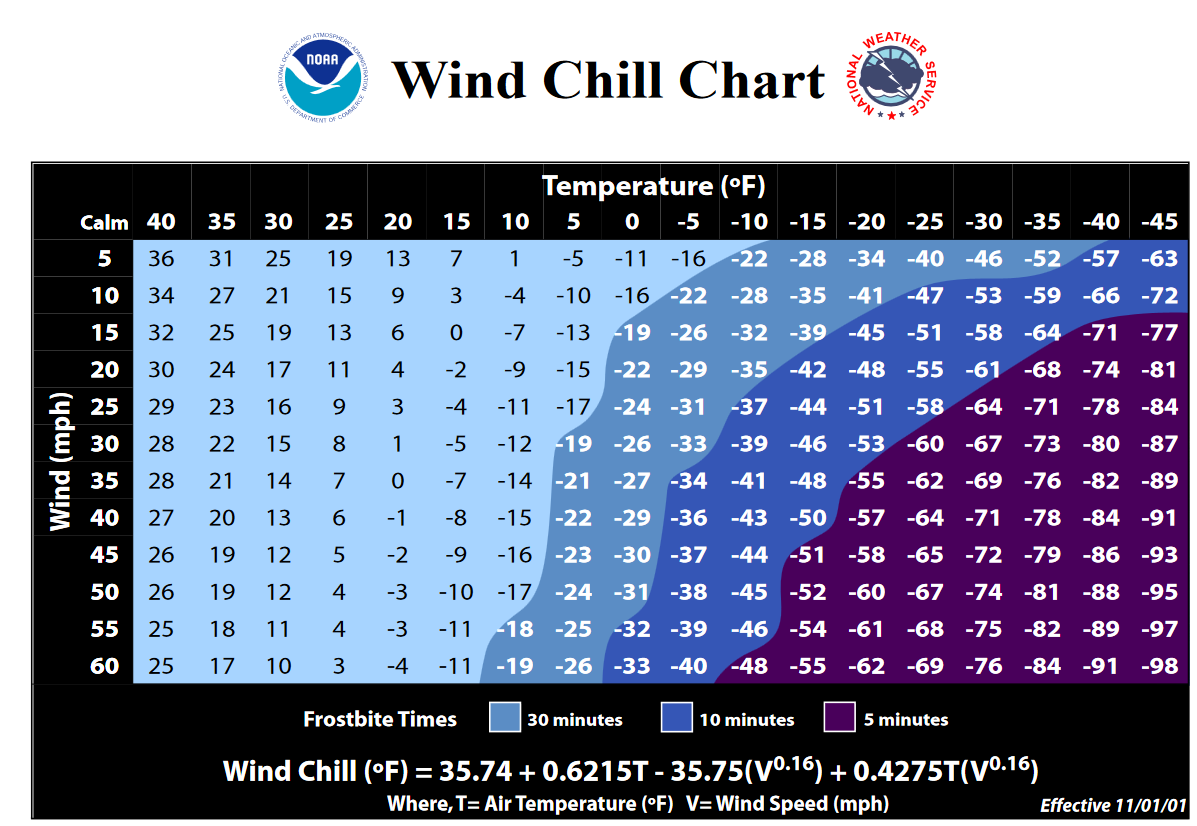 NATIONAL OCEANIC AND ATMOSPHERIC ADMINISTRATION
NOAA
U.S. DEPARTMENT OF COMMERCE
Wind Chill Chart
NATIONAL WEATHER SERVICE
Temperature (ºF)
Calm 40 35 30 25 20 15 10 5 0 -5 -10 -15 -20 -25 -30 -35 -40 -45
Wind (mph)
5 36 31 25 19 13 7 1 -5 -11 -16 -22 -28 -34 -40 -46 -52 -57 -63
10 34 27 21 15 9 3 -4 -10 -16 -22 -28 -35 -41 -47 -53 -59 -66 -72
15 32 25 19 13 6 0 -7 -13 -19 -26 -32 -39 -45 -51 -58 -64 -71 -77
20 30 24 17 11 4 -2 -9 -15 -22 -29 -35 -42 -48 -55 -61 -68 -74 -81
25 29 23 16 9 3 -4 -11 -17 -24 -31 -37 -44 -51 -58 -64 -71 -78 -84
30 28 22 15 8 1 -5 -12 -19 -26 -33 -39 -46 -53 -60 -67 -73 -80 -87
35 28 21 14 7 0 -7 -14 -21 -27 -34 -41 -48 -55 -62 -69 -76 -82 -89
40 27 20 13 6 -1 -8 -15 -22 -29 -36 -43 -50 -57 -64 -71 -78 -84 -91
45 26 19 12 5 -2 -9 -16 -23 -30 -37 -44 -51 -58 -65 -72 -79 -86 -93
50 26 19 12 4 -3 -10 -17 -24 -31 -38 -45 -52 -60 -67 -74 -81 -88 -95
55 25 18 11 4 -3 -11 -18 -25 -32 -39 -46 -54 -61 -68 -75 -82 -89 -97
60 25 17 10 3 -4 -11 -19 -26 -33 -40 -48 -55 -62 -69 -76 -84 -91 -98
Frostbite Times 30 minutes 10 minutes 5 minutes
Wind Chill (ºF) = 35.74 + 0.6215T - 35.75(V^0.16) + 0.4275T(V^0.16)
Where, T= Air Temperature (ºF) V= Wind Speed (mph)
Effective 11/01/01